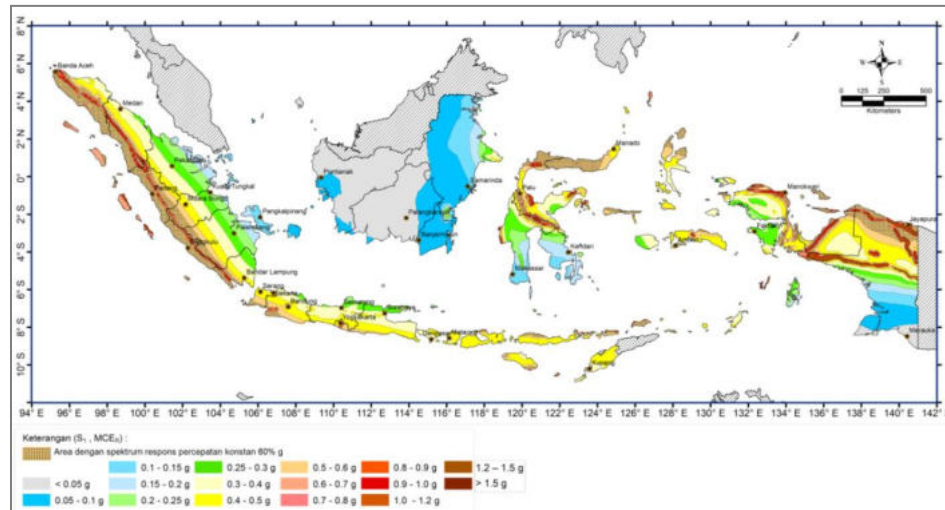 8° N
6° N
4° N
2° N
0°
2° S
4° S
6° S
8° S
10° S
94° E
96° E
98° E
100° E
102° E
104° E
106° E
108° E
110° E
112° E
114° E
116° E
118° E
120° E
122° E
124° E
126° E
128° E
130° E
132° E
134° E
136° E
138° E
140° E
142° E
N
W
E
S
0 125 250 500
Kilometers
Banda Aceh
Medan
Padang
Kuala Tungkal
Pangkalpinang
Palembang
Bandar Lampung
Serang
Bandung
Semarang
Surabaya
Yogyakarta
Mataram
Kupang
Pontianak
Samarinda
Banjarmasin
Palu
Makassar
Kendari
Manado
Manokwari
Jayapura
Merauke
Keterangan (S₁ , MCEᵣ) :
Area dengan spektrum respons percepatan konstan 60% g
< 0.05 g
0.05 - 0.1 g
0.1 - 0.15 g
0.15 - 0.2 g
0.2 - 0.25 g
0.25 - 0.3 g
0.3 - 0.4 g
0.4 - 0.5 g
0.5 - 0.6 g
0.6 - 0.7 g
0.7 - 0.8 g
0.8 - 0.9 g
0.9 - 1.0 g
1.0 - 1.2 g
1.2 – 1.5 g
> 1.5 g